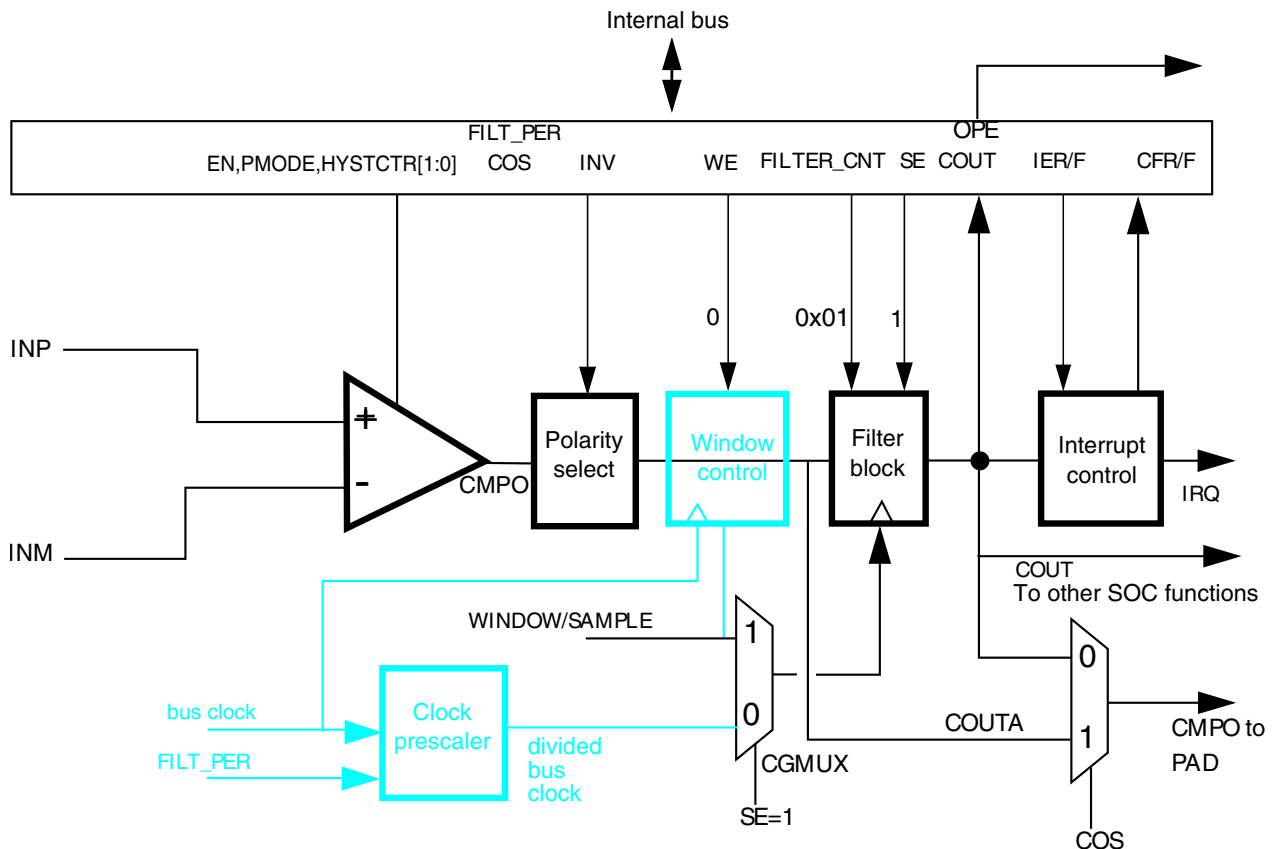 Internal bus
FILT_PER
OPE
EN,PMODE,HYSTCTR[1:0]
COS
INV
WE
FILTER_CNT
SE
COUT
IER/F
CFR/F
0
0x01
1
INP
+
-
INM
CMPO
Polarity
select
Window
control
Filter
block
Interrupt
control
IRQ
COUT
To other SOC functions
WINDOW/SAMPLE
1
0
CGMUX
SE=1
bus clock
FILT_PER
Clock
prescaler
divided
bus
clock
COUTA
0
1
CMPO to
PAD
COS